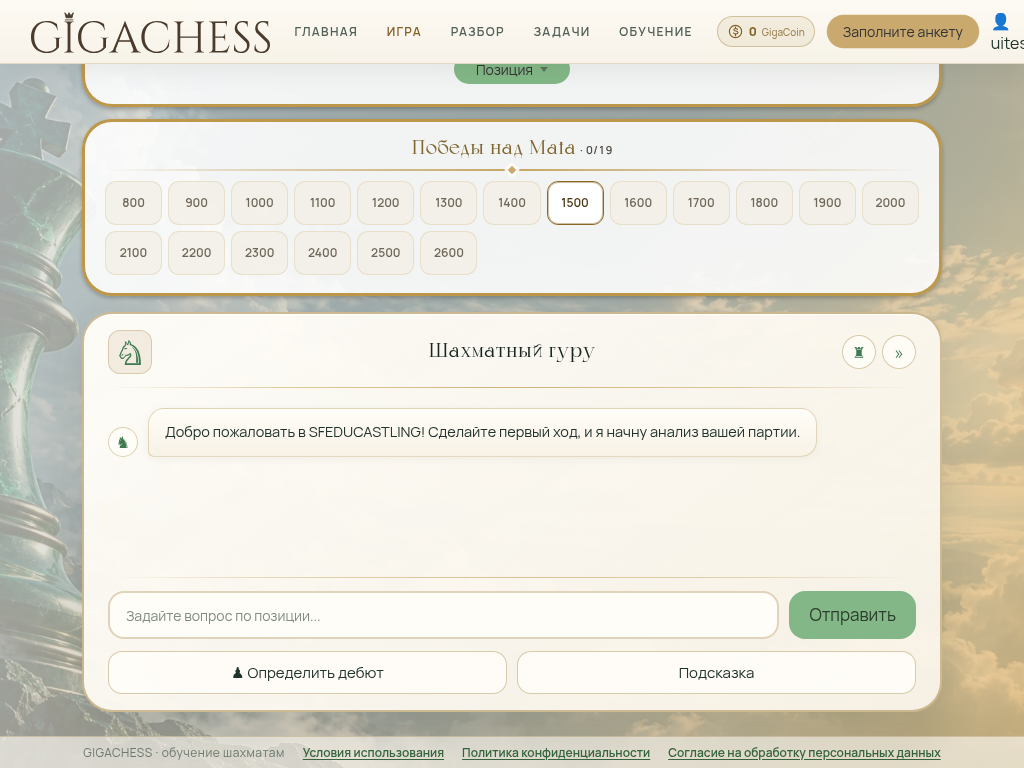 GIGACHESS ГЛАВНАЯ ИГРА РАЗБОР ЗАДАЧИ ОБУЧЕНИЕ 0 GigaCoin Заполните анкету
uites
Позиция
Победы над Maia · 0/19
800 900 1000 1100 1200 1300 1400 1500 1600 1700 1800 1900 2000
2100 2200 2300 2400 2500 2600
Шахматный гуру
Добро пожаловать в SFEDUCASTLING! Сделайте первый ход, и я начну анализ вашей партии.
Задайте вопрос по позиции... Отправить
Определить дебют Подсказка
GIGACHESS · обучение шахматам Условия использования Политика конфиденциальности Согласие на обработку персональных данных